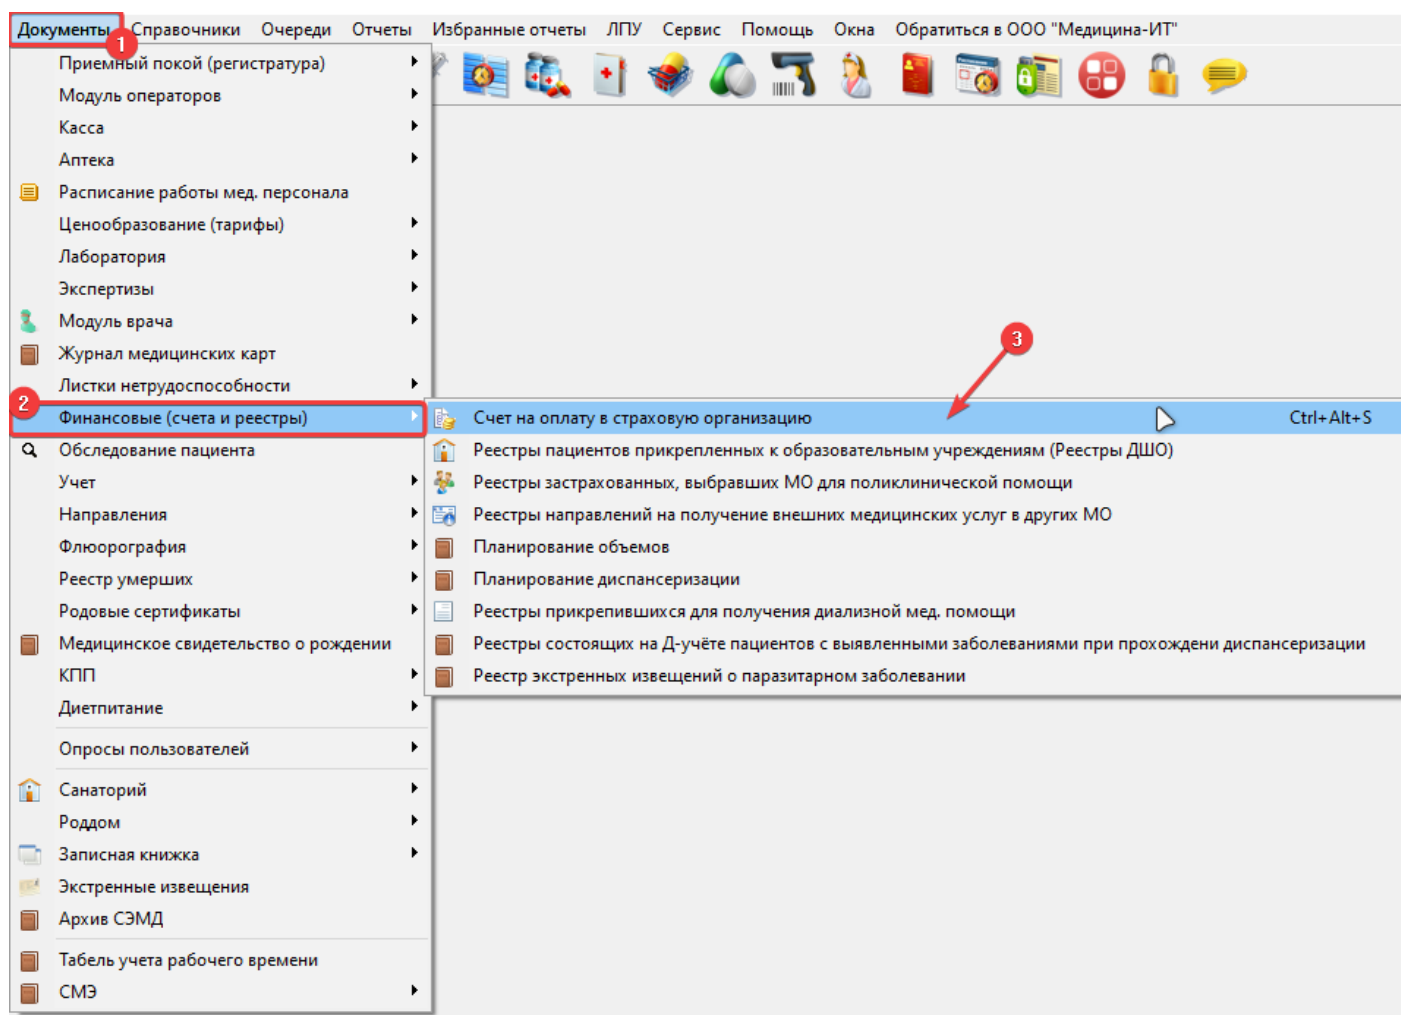 Документы Справочники Очереди Отчеты Избранные отчеты ЛПУ Сервис Помощь Окна Обратиться в ООО "Медицина-ИТ"
1
Приемный покой (регистратура)
Модуль операторов
Касса
Аптека
Расписание работы мед. персонала
Ценообразование (тарифы)
Лаборатория
Экспертизы
Модуль врача
3
Журнал медицинских карт
Листки нетрудоспособности
2
Финансовые (счета и реестры)
Счет на оплату в страховую организацию Ctrl+Alt+S
Обследование пациента
Реестры пациентов прикрепленных к образовательным учреждениям (Реестры ДШО)
Учет
Реестры застрахованных, выбравших МО для поликлинической помощи
Направления
Реестры направлений на получение внешних медицинских услуг в других МО
Флюорография
Планирование объемов
Реестр умерших
Планирование диспансеризации
Родовые сертификаты
Реестры прикрепившихся для получения диализной мед. помощи
Медицинское свидетельство о рождении
Реестры состоящих на Д-учёте пациентов с выявленными заболеваниями при прохождени диспансеризации
КПП
Реестр экстренных извещений о паразитарном заболевании
Диетпитание
Опросы пользователей
Санаторий
Роддом
Записная книжка
Экстренные извещения
Архив СЭМД
Табель учета рабочего времени
СМЭ